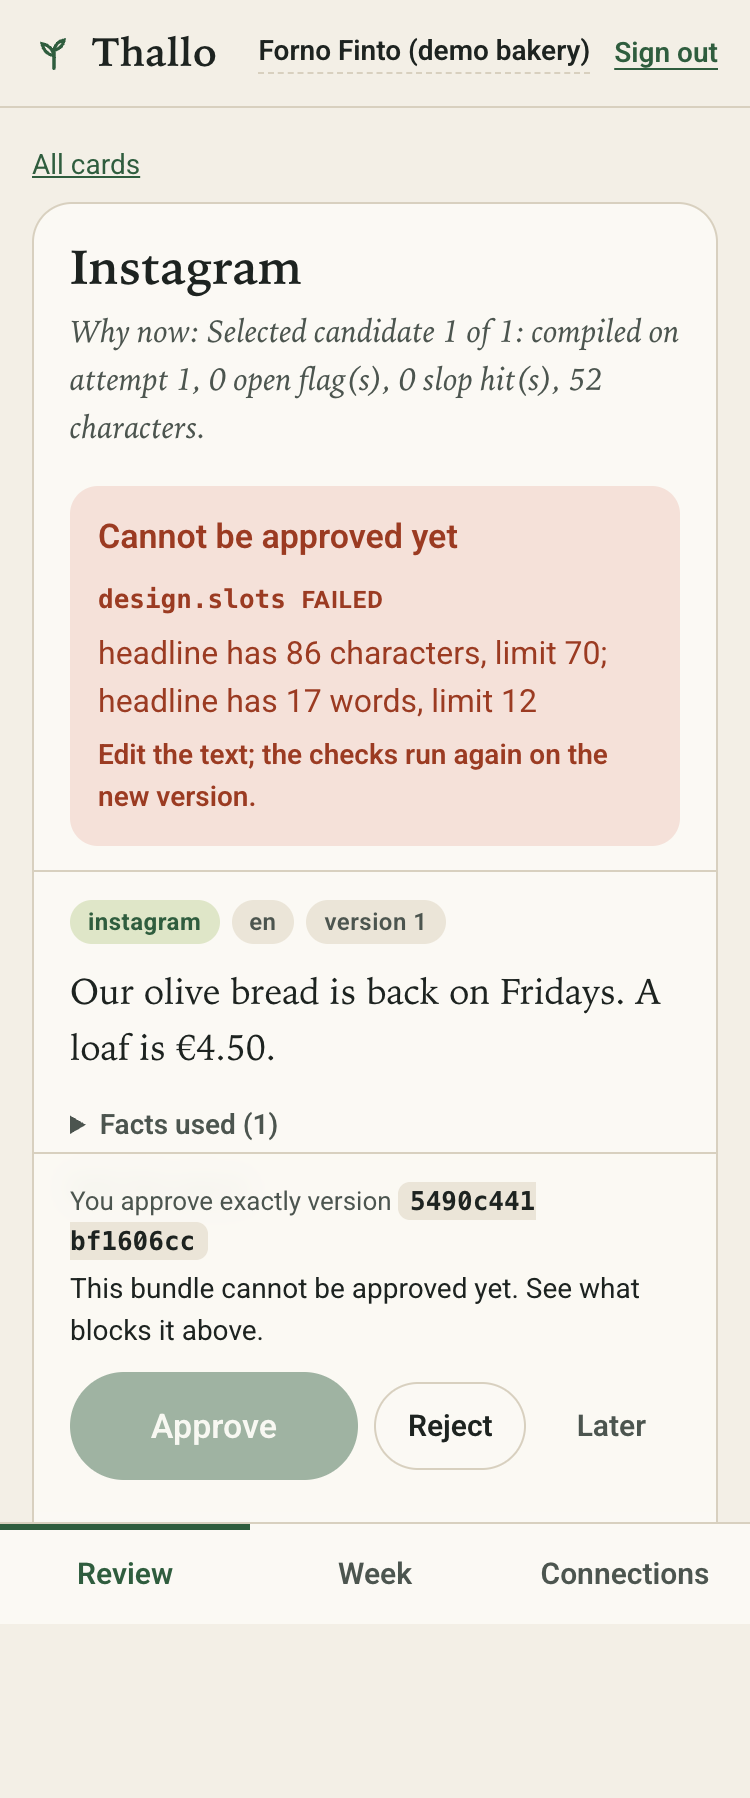 Thallo
Forno Finto (demo bakery)
Sign out
All cards
Instagram
Why now: Selected candidate 1 of 1: compiled on
attempt 1, 0 open flag(s), 0 slop hit(s), 52
characters.
Cannot be approved yet
design.slots FAILED
headline has 86 characters, limit 70;
headline has 17 words, limit 12
Edit the text; the checks run again on the
new version.
instagram
en
version 1
Our olive bread is back on Fridays. A
loaf is €4.50.
Facts used (1)
You approve exactly version 5490c441
bf1606cc
This bundle cannot be approved yet. See what
blocks it above.
Approve
Reject
Later
Review
Week
Connections